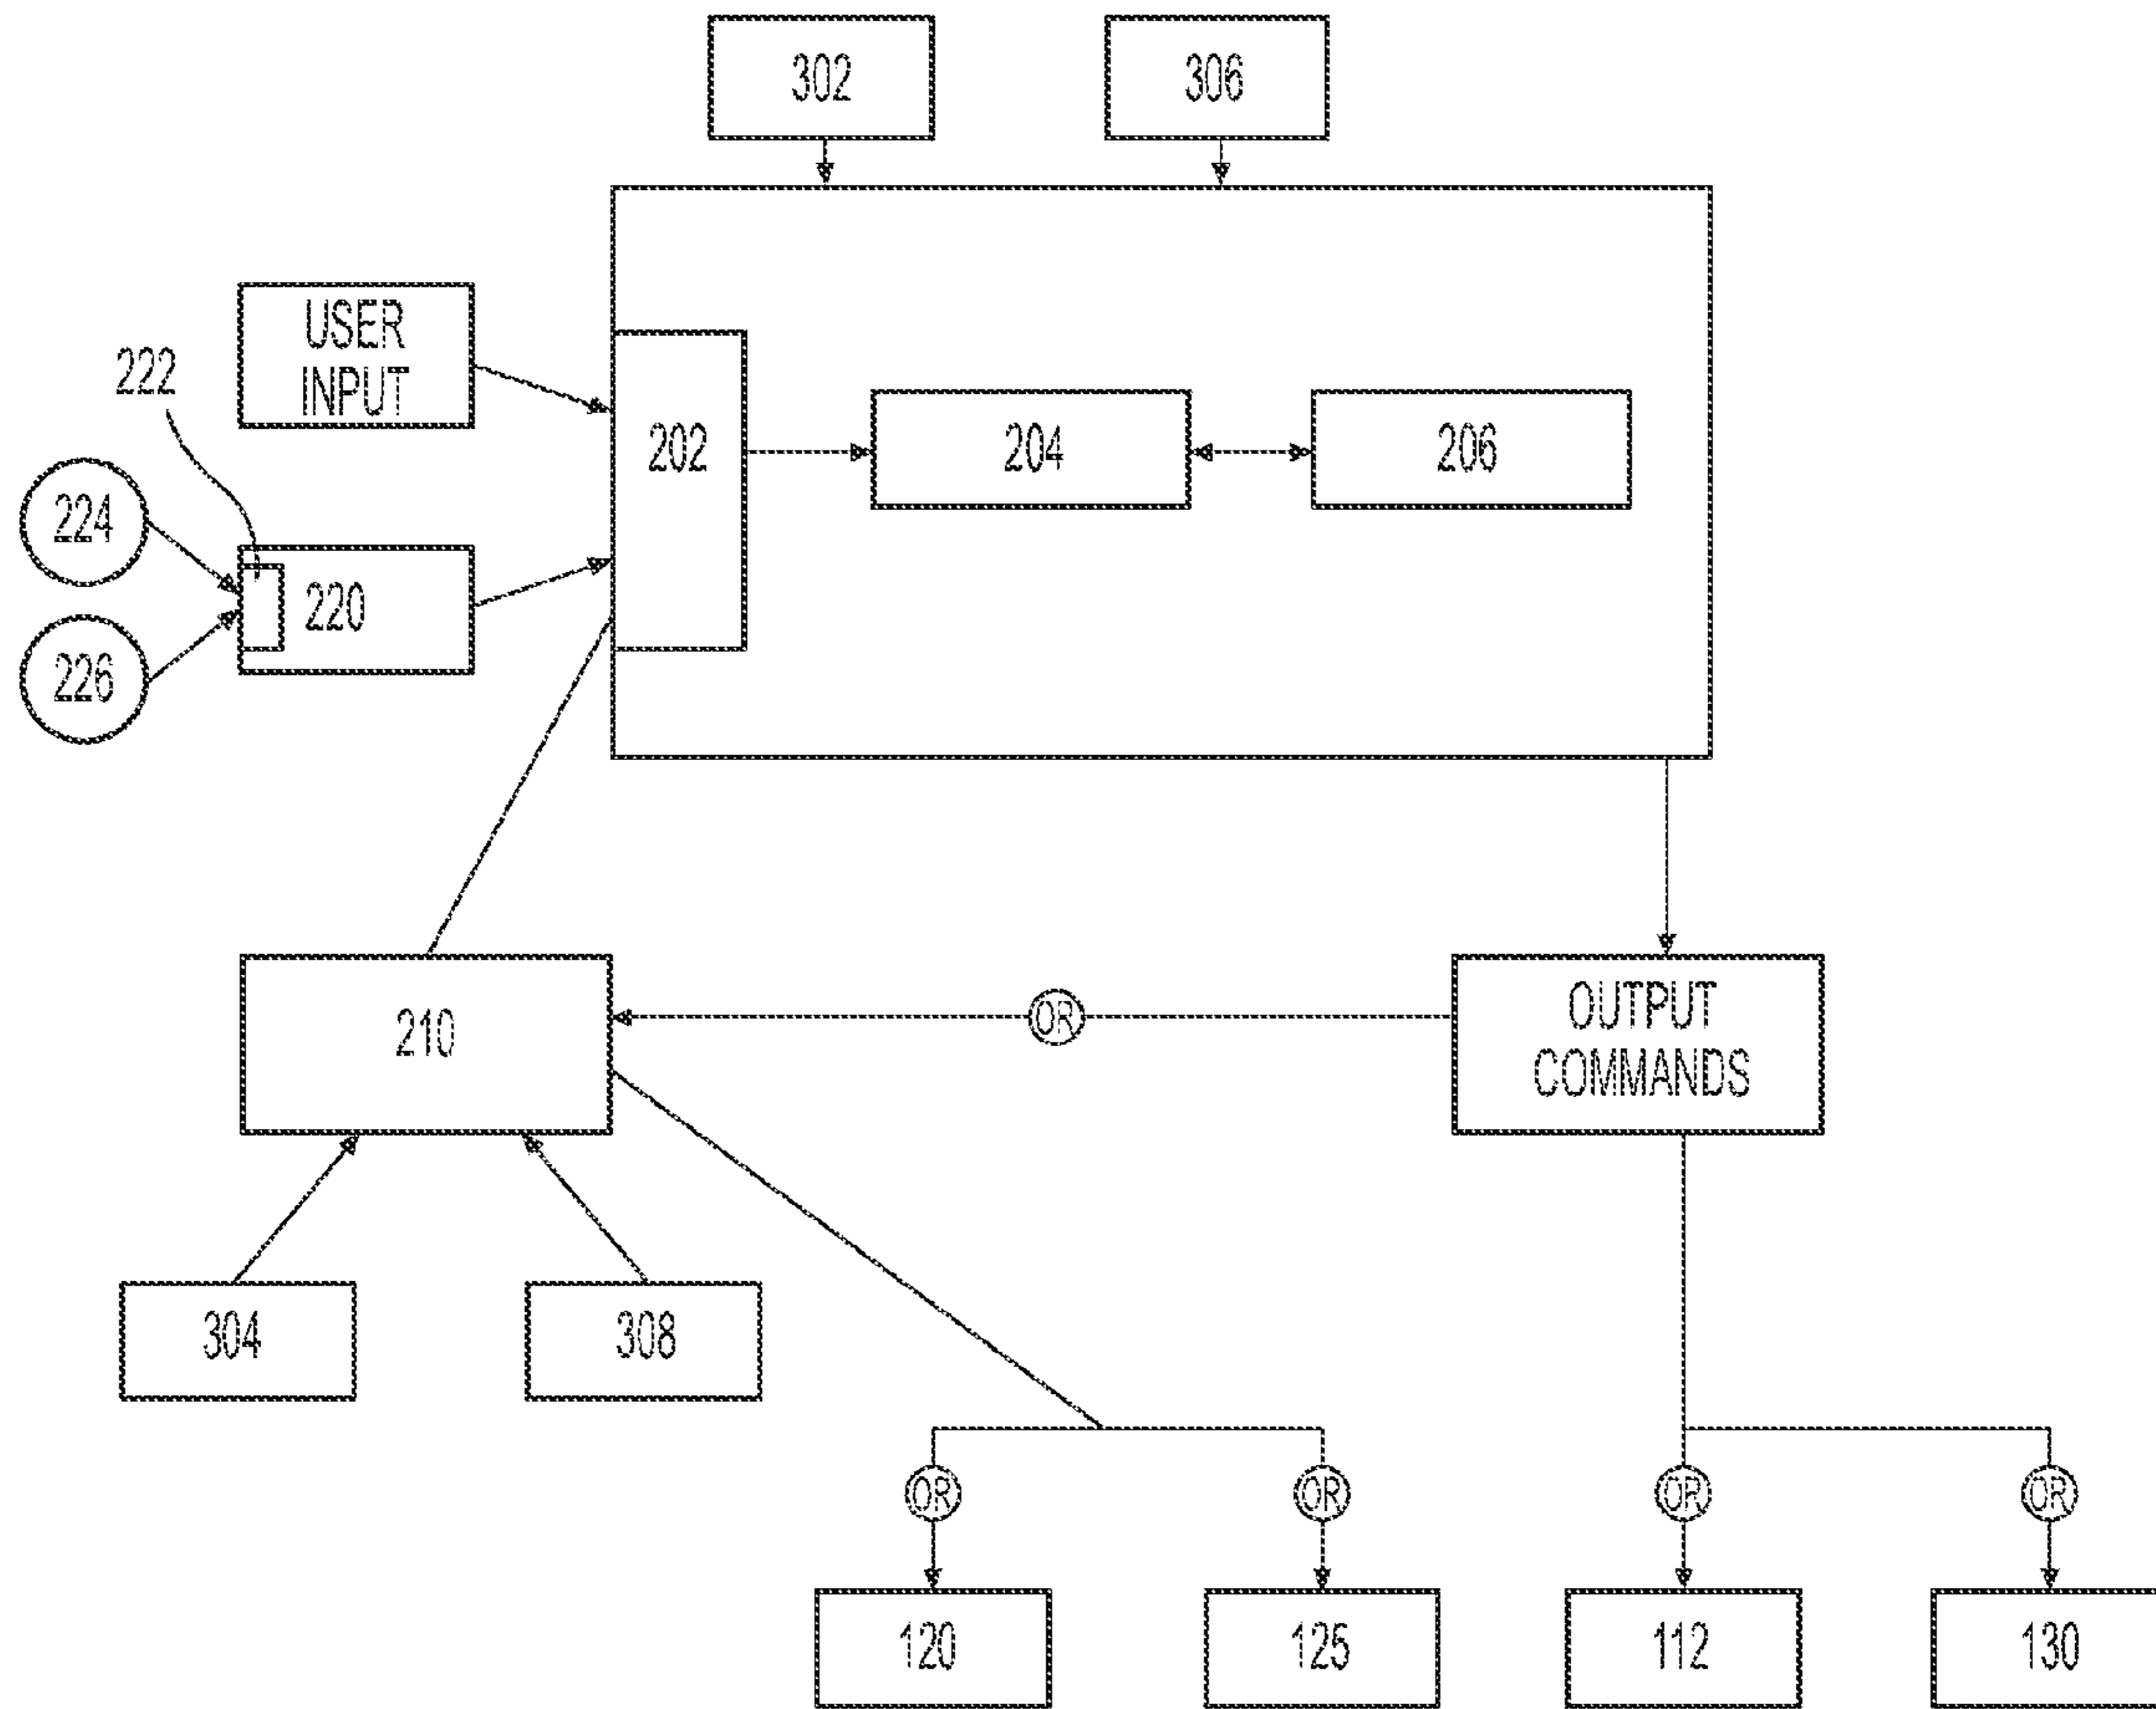 302
306
USER
INPUT
222
202
204
206
224
220
226
210
OR
OUTPUT
COMMANDS
304
308
OR
OR
OR
OR
120
125
112
130